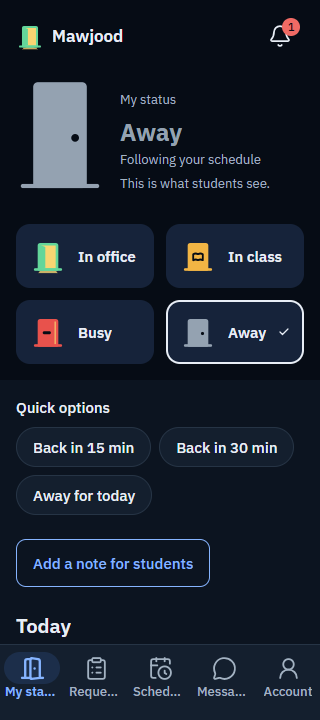 Mawjood
1
My status
Away
Following your schedule
This is what students see.
In office
In class
Busy
Away
Quick options
Back in 15 min
Back in 30 min
Away for today
Add a note for students
Today
My sta...
Reque...
Sched...
Messa...
Account